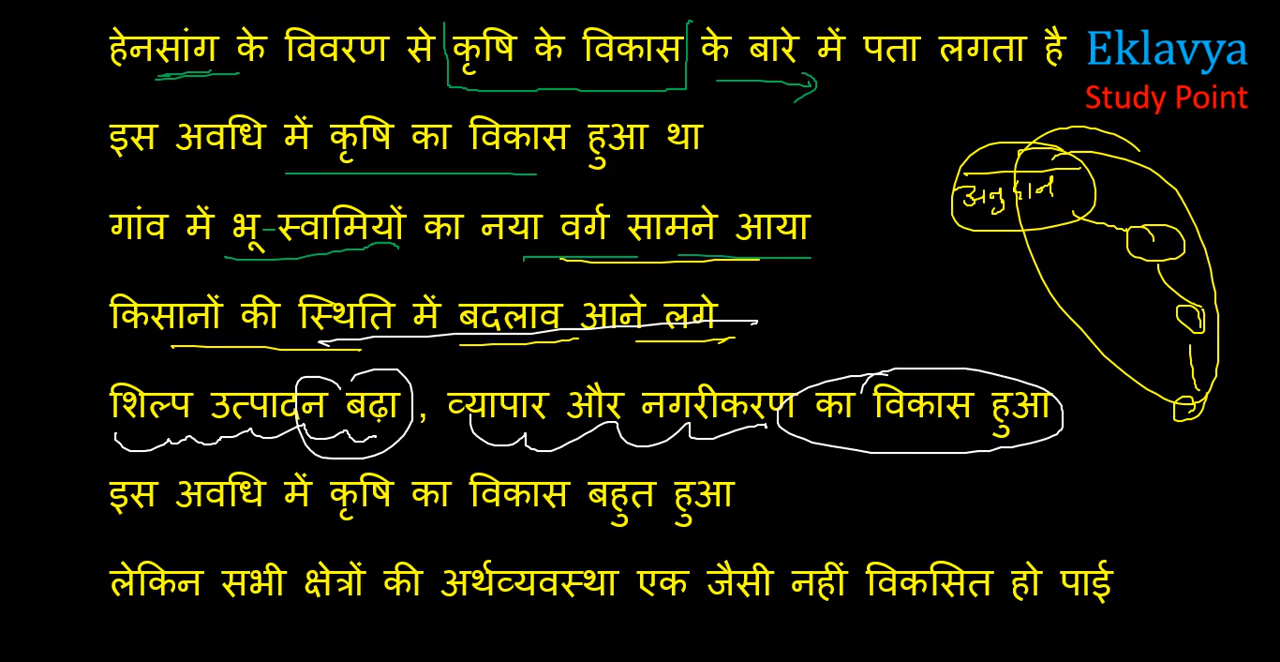 हेनसांग के विवरण से कृषि के विकास के बारे में पता लगता है
Eklavya
Study Point
इस अवधि में कृषि का विकास हुआ था
अनुदान
गांव में भू-स्वामियों का नया वर्ग सामने आया
किसानों की स्थिति में बदलाव आने लगे
शिल्प उत्पादन बढ़ा , व्यापार और नगरीकरण का विकास हुआ
इस अवधि में कृषि का विकास बहुत हुआ
लेकिन सभी क्षेत्रों की अर्थव्यवस्था एक जैसी नहीं विकसित हो पाई